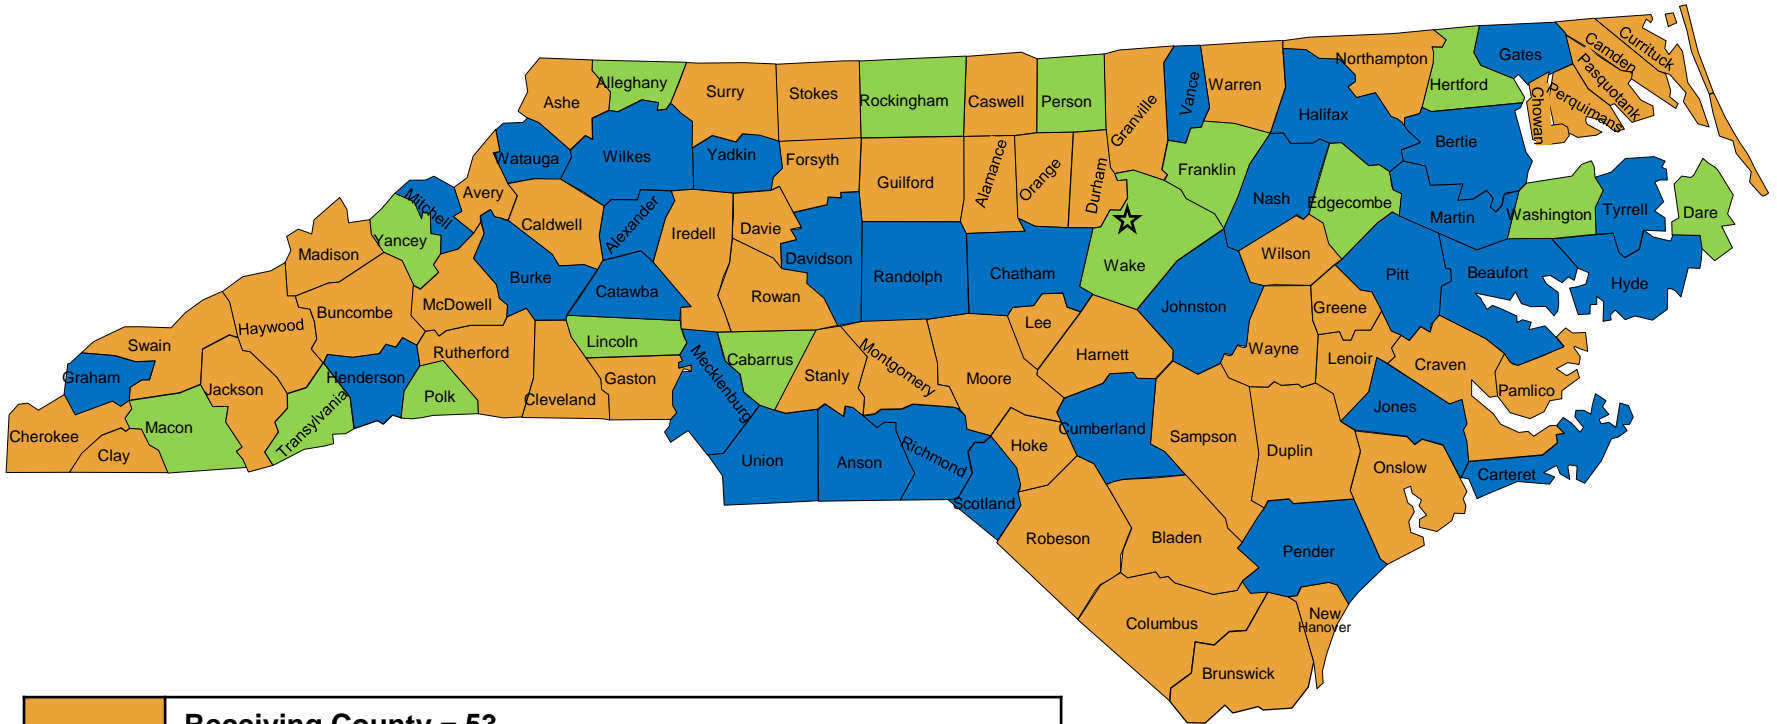 Ashe
Alleghany
Surry
Stokes
Rockingham
Caswell
Person
Granville
Vance
Warren
Northampton
Halifax
Hertford
Gates
Camden
Currituck
Pasquotank
Perquimans
Chowan
Bertie
Watauga
Wilkes
Yadkin
Forsyth
Guilford
Alamance
Orange
Durham
Franklin
Nash
Edgecombe
Martin
Washington
Tyrrell
Dare
Mitchell
Avery
Caldwell
Alexander
Iredell
Davie
Davidson
Randolph
Chatham
Wake
Wilson
Pitt
Beaufort
Hyde
Madison
Yancey
Buncombe
McDowell
Burke
Catawba
Rowan
Johnston
Greene
Haywood
Swain
Graham
Jackson
Henderson
Rutherford
Polk
Cleveland
Lincoln
Gaston
Mecklenburg
Cabarrus
Stanly
Montgomery
Moore
Lee
Harnett
Wayne
Lenoir
Craven
Pamlico
Cherokee
Macon
Clay
Transylvania
Union
Anson
Richmond
Scotland
Hoke
Cumberland
Sampson
Duplin
Jones
Onslow
Carteret
Robeson
Bladen
Pender
Columbus
New
Hanover
Brunswick
Receiving County = 53